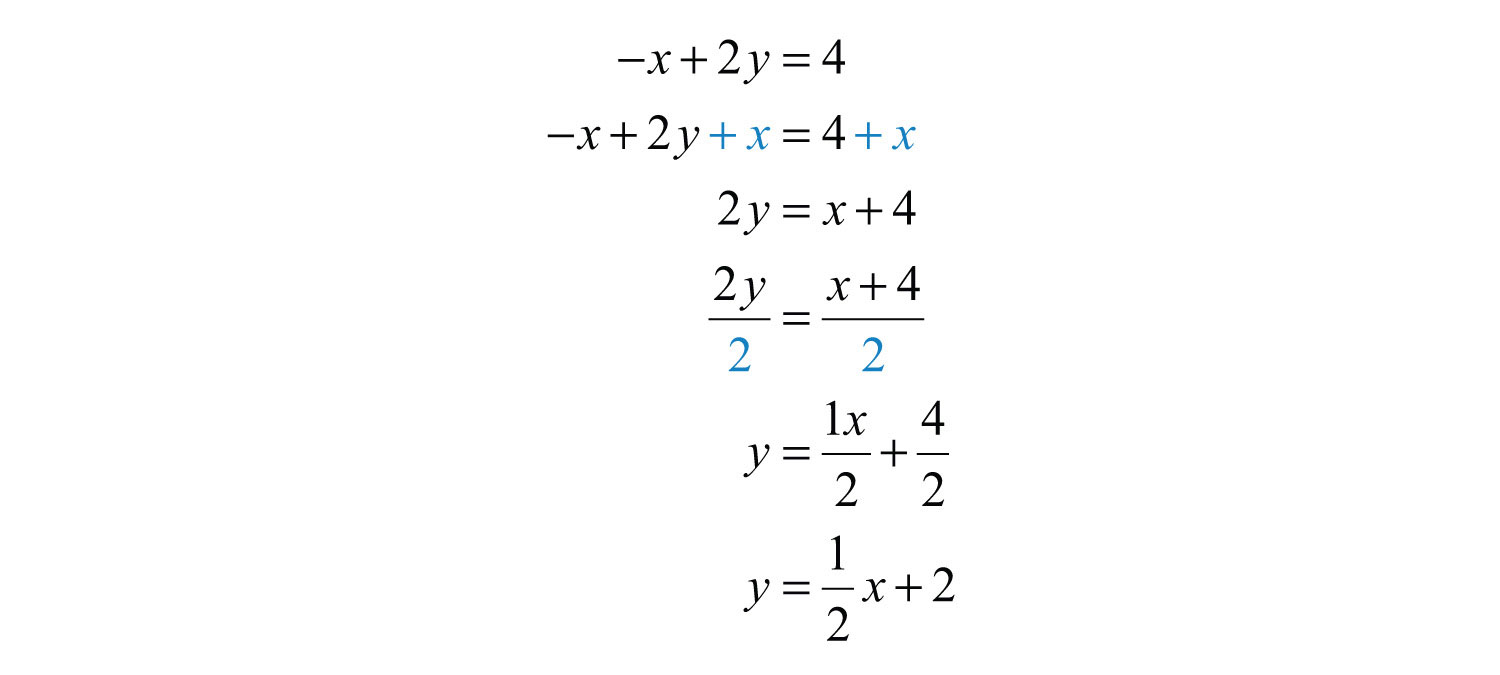 −x + 2y = 4
−x + 2y + x = 4 + x
2y = x + 4
2y/2 = (x + 4)/2
y = 1x/2 + 4/2
y = 1/2 x + 2